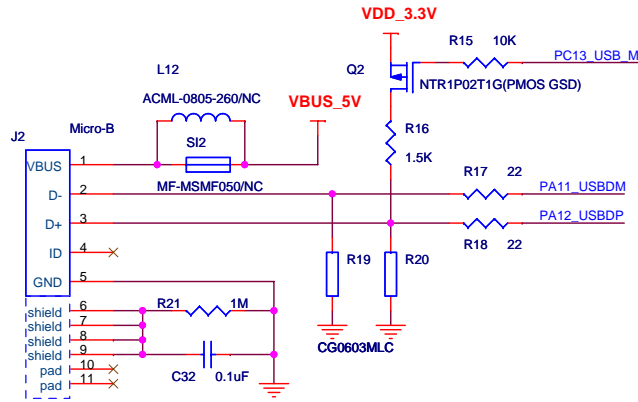 VDD_3.3V
R15 10K
PC13_USB_M
L12
Q2
NTR1P02T1G(PMOS GSD)
ACML-0805-260/NC
VBUS_5V
Micro-B
J2
SI2
R16
1.5K
VBUS 1
MF-MSMF050/NC
R17 22
D- 2
PA11_USBDM
D+ 3
PA12_USBDP
R18 22
ID 4
R19
R20
GND 5
shield 6
R21 1M
shield 7
shield 8
shield 9
CG0603MLC
pad 10
C32 0.1uF
pad 11